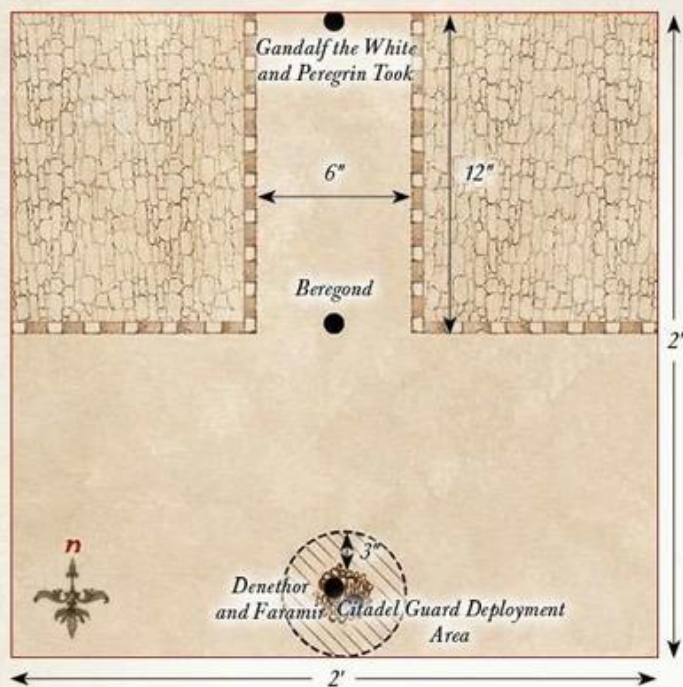 Gandalf the White
and Peregrin Took
6"
12"
Beregond
2'
n
3"
Denethor
and Faramir
Citadel Guard Deployment
Area
2'